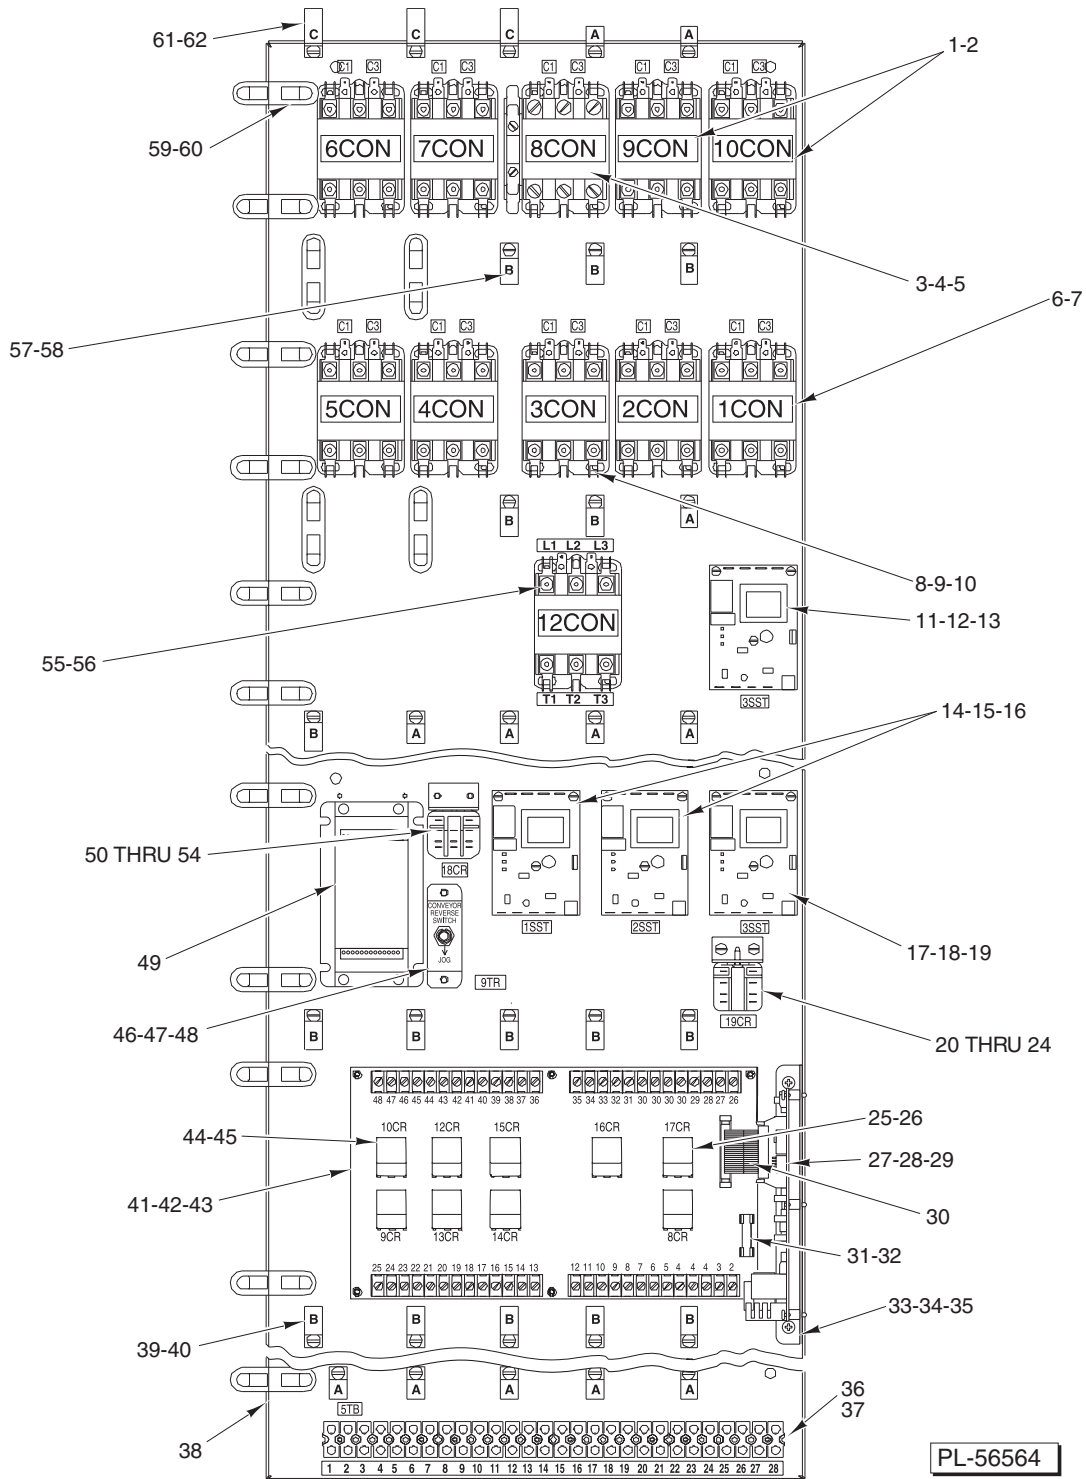 61-62
C C C A A
1-2
C1 C3 C1 C3 C1 C3 C1 C3 C1 C3
59-60
6CON 7CON 8CON 9CON 10CON
3-4-5
B B B
6-7
57-58
C1 C3 C1 C3 C1 C3 C1 C3 C1 C3
5CON 4CON 3CON 2CON 1CON
B B A
L1 L2 L3
8-9-10
11-12-13
12CON
55-56
T1 T2 T3
3SST
14-15-16
B A A A A
50 THRU 54
18CR
CONVEYOR
REVERSE
SWITCH
JOG
1SST 2SST 3SST
49
17-18-19
9TR
46-47-48
19CR
B B B B B
20 THRU 24
48 47 46 45 44 43 42 41 40 39 38 37 36
35 34 33 32 31 30 30 30 30 29 28 27 26
10CR 12CR 15CR 16CR 17CR
25-26
44-45
27-28-29
41-42-43
30
9CR 13CR 14CR 8CR
31-32
25 24 23 22 21 20 19 18 17 16 15 14 13
12 11 10 9 8 7 6 5 4 4 4 3 2
33-34-35
B B B B B
39-40
A A A A A
36
37
5TB
38
1 2 3 4 5 6 7 8 9 10 11 12 13 14 15 16 17 18 19 20 21 22 23 24 25 26 27 28
PL-56564